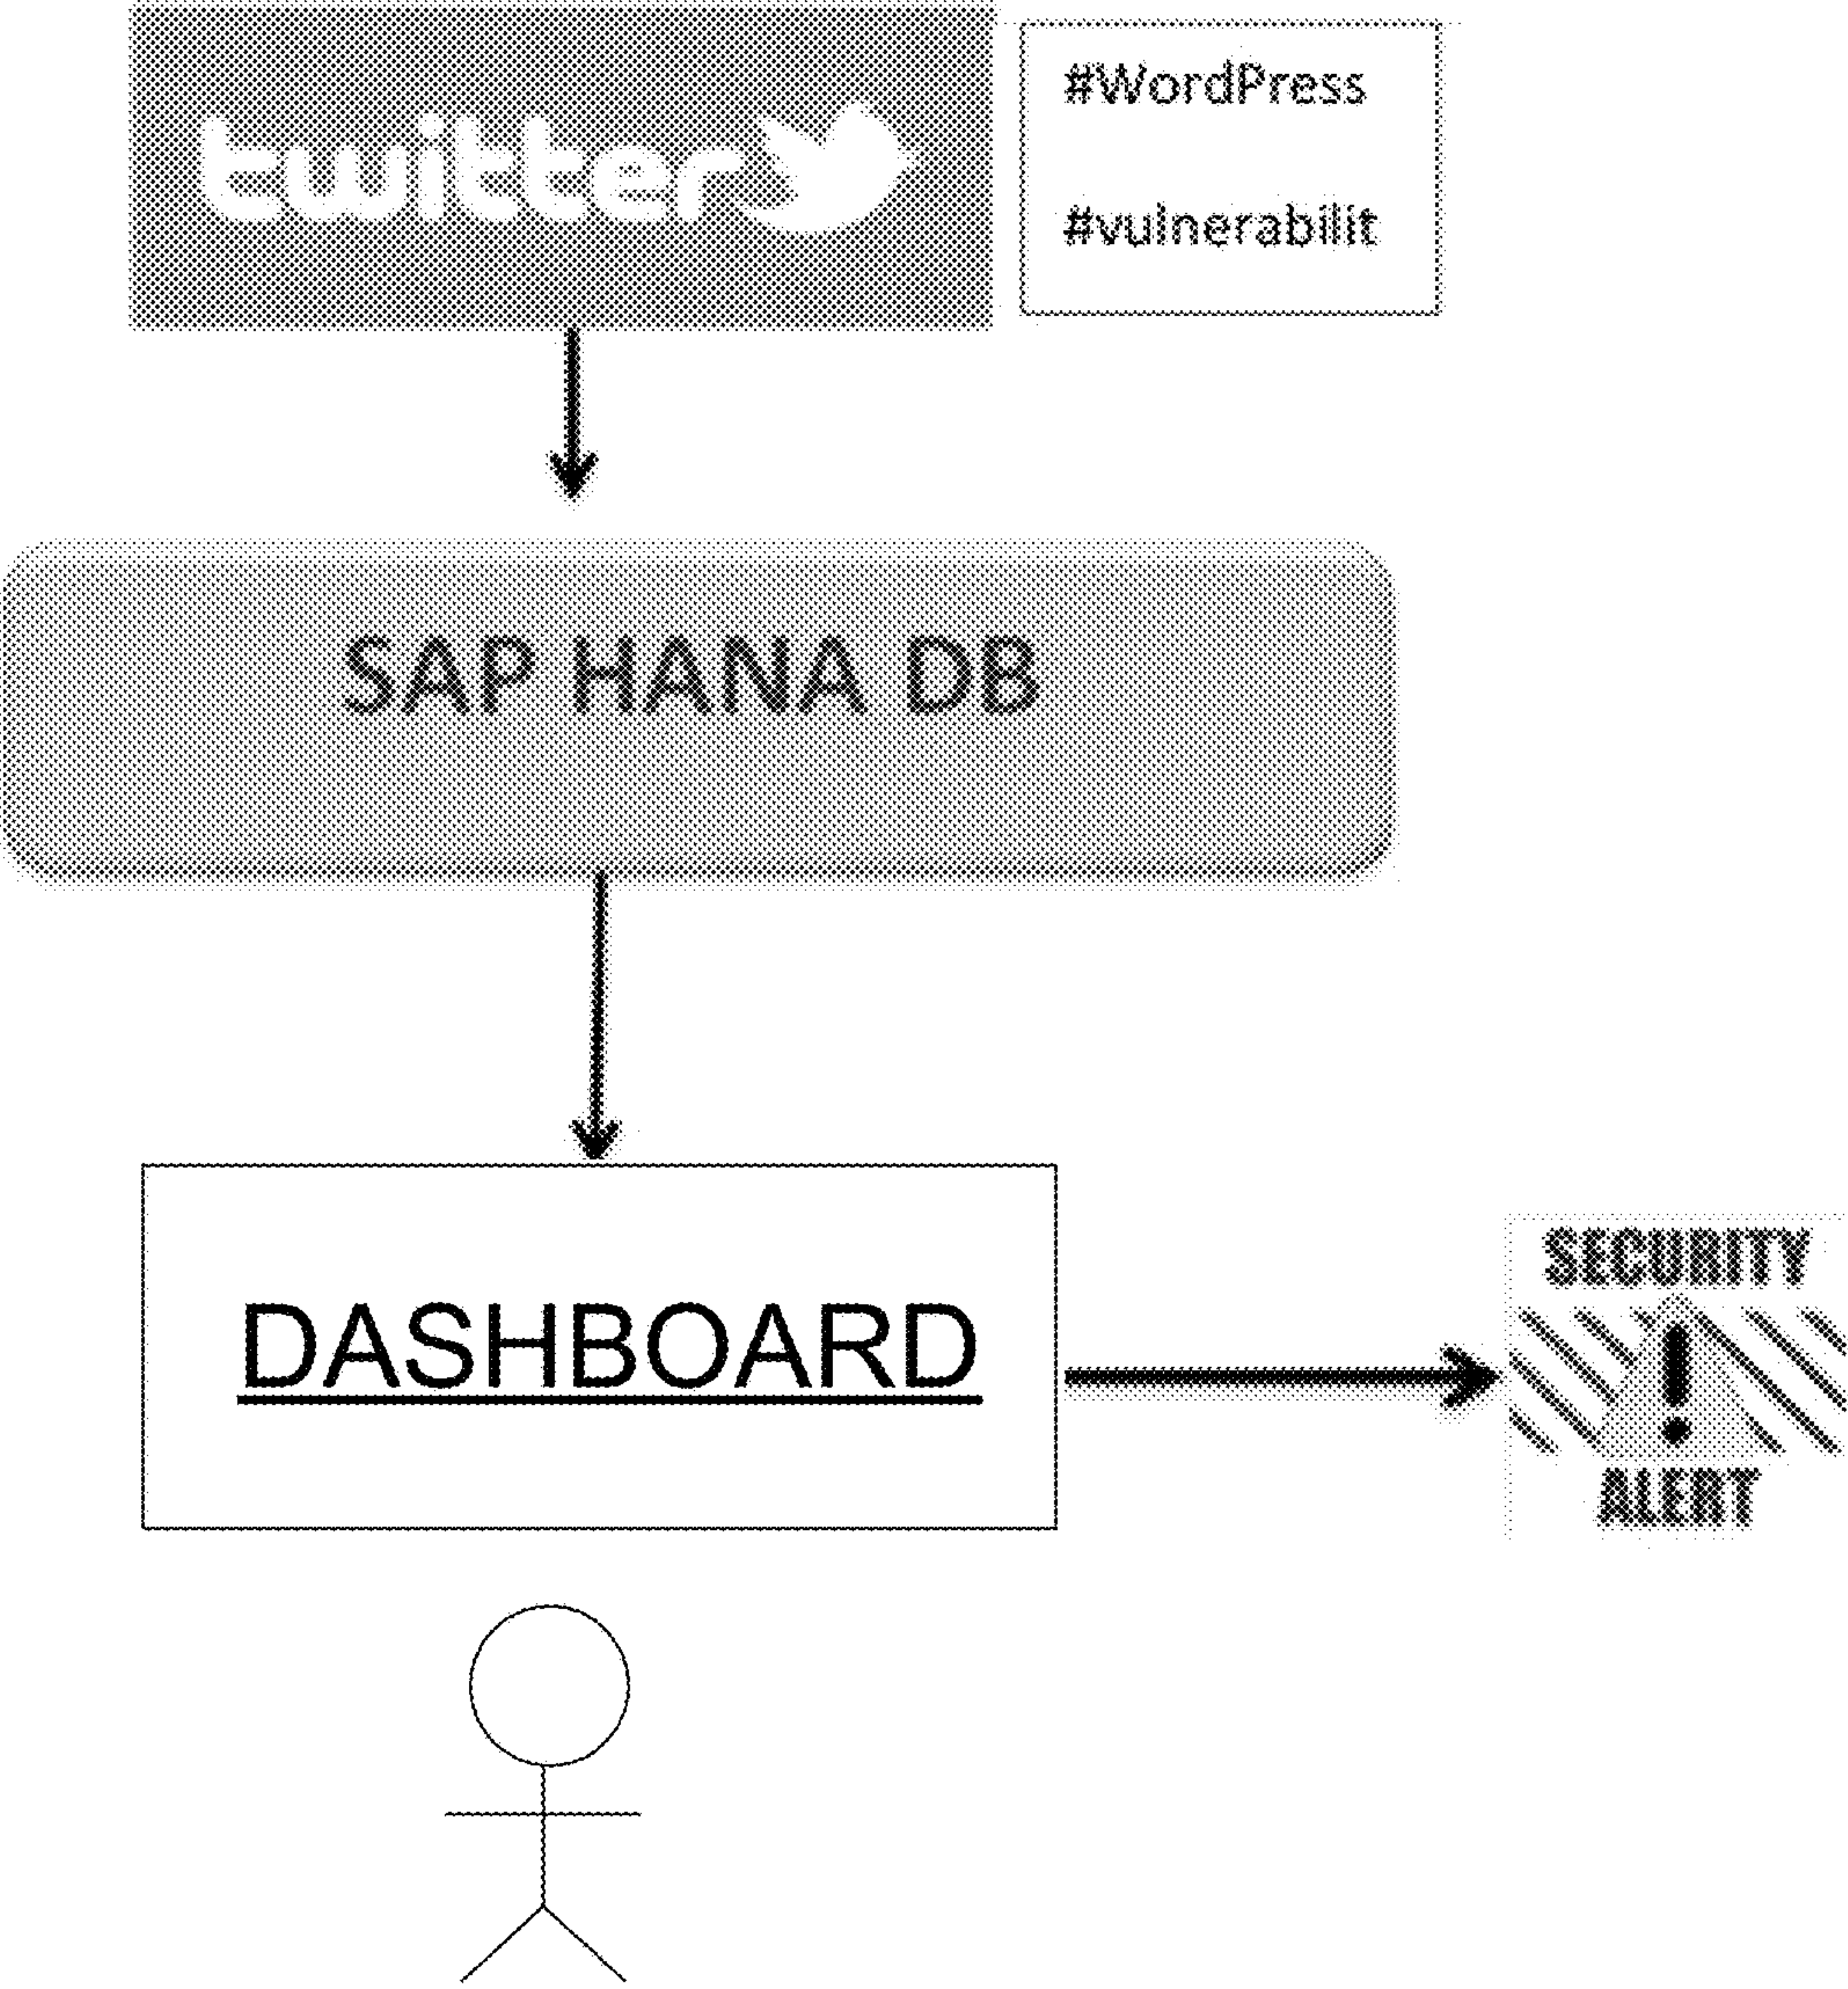 twitter
#WordPress
#vulnerabilit
SAP HANA DB
DASHBOARD
SECURITY
!
ALERT